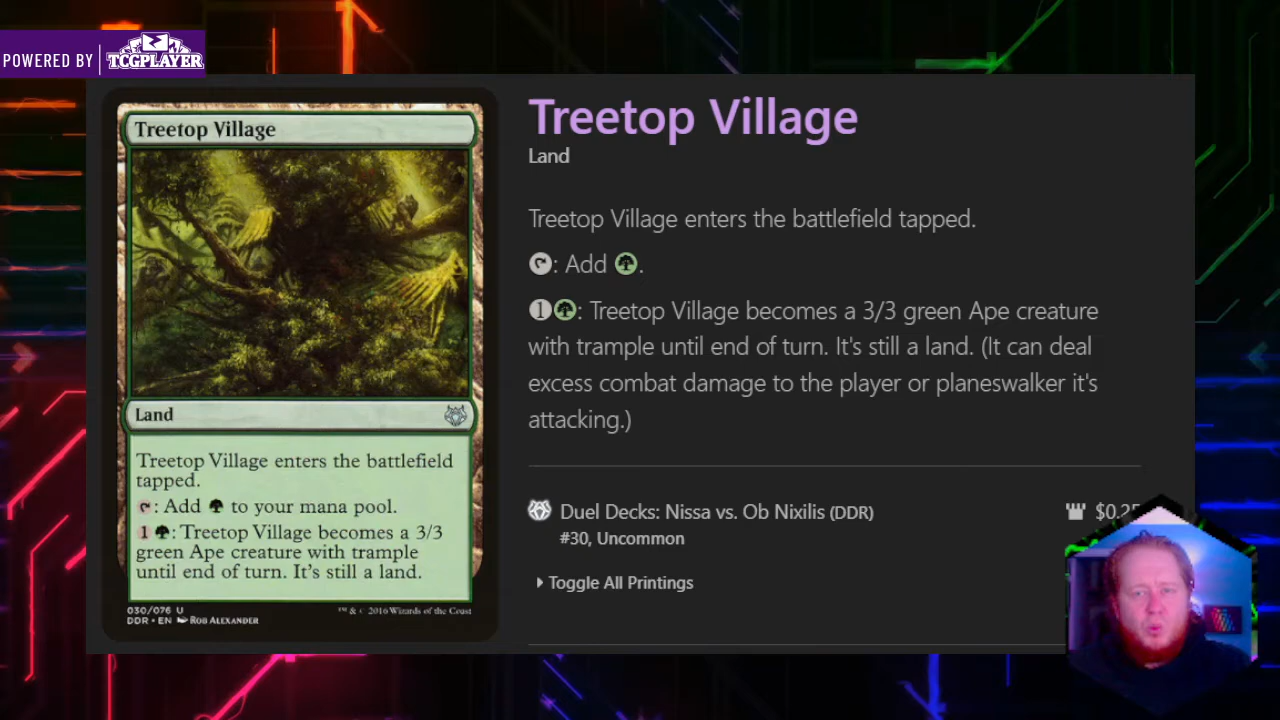 POWERED BY
TCGPLAYER
Treetop Village
Land
Treetop Village enters the battlefield
tapped.
: Add to your mana pool.
1 : Treetop Village becomes a 3/3
green Ape creature with trample
until end of turn. It's still a land.
030/076 U
DDR • EN ROB ALEXANDER
™ & © 2016 Wizards of the Coast
Treetop Village
Land
Treetop Village enters the battlefield tapped.
: Add .
1 : Treetop Village becomes a 3/3 green Ape creature
with trample until end of turn. It's still a land. (It can deal
excess combat damage to the player or planeswalker it's
attacking.)
Duel Decks: Nissa vs. Ob Nixilis (DDR)
#30, Uncommon
Toggle All Printings